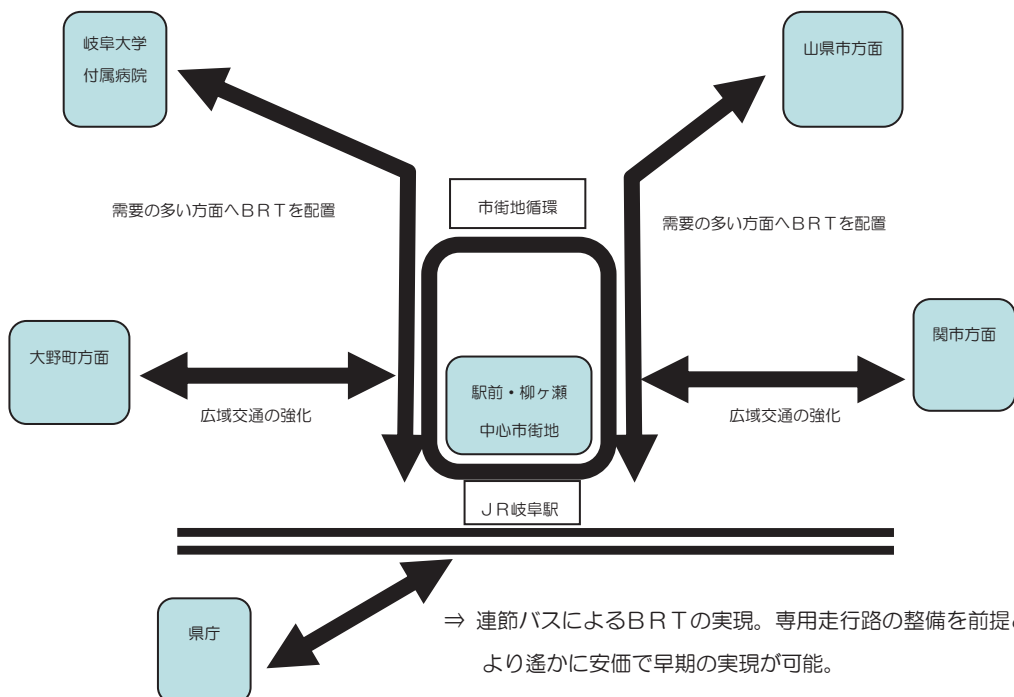 岐阜大学
付属病院
山県市方面
需要の多い方面へＢＲＴを配置
市街地循環
需要の多い方面へＢＲＴを配置
大野町方面
関市方面
駅前・柳ヶ瀬
中心市街地
広域交通の強化
広域交通の強化
ＪＲ岐阜駅
県庁
⇒ 連節バスによるＢＲＴの実現。専用走行路の整備を前提
より遙かに安価で早期の実現が可能。